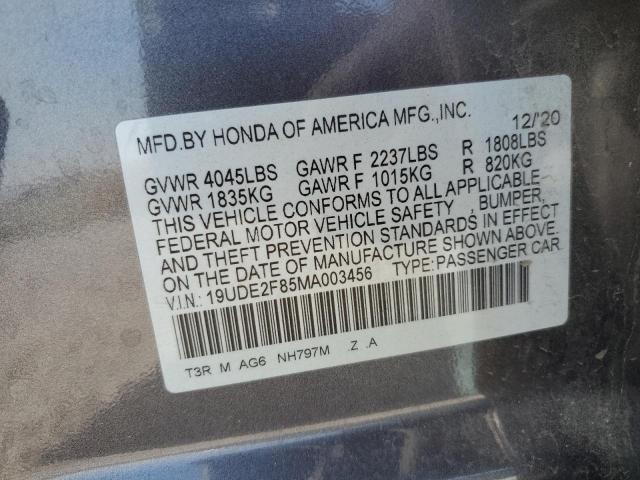 MFD.BY HONDA OF AMERICA MFG.,INC. 12/'20
GVWR 4045LBS GAWR F 2237LBS R 1808LBS
GVWR 1835KG GAWR F 1015KG R 820KG
THIS VEHICLE CONFORMS TO ALL APPLICABLE
FEDERAL MOTOR VEHICLE SAFETY , BUMPER,
AND THEFT PREVENTION STANDARDS IN EFFECT
ON THE DATE OF MANUFACTURE SHOWN ABOVE.
V.I.N.: 19UDE2F85MA003456 TYPE:PASSENGER CAR
T3R M AG6 NH797M .Z .A